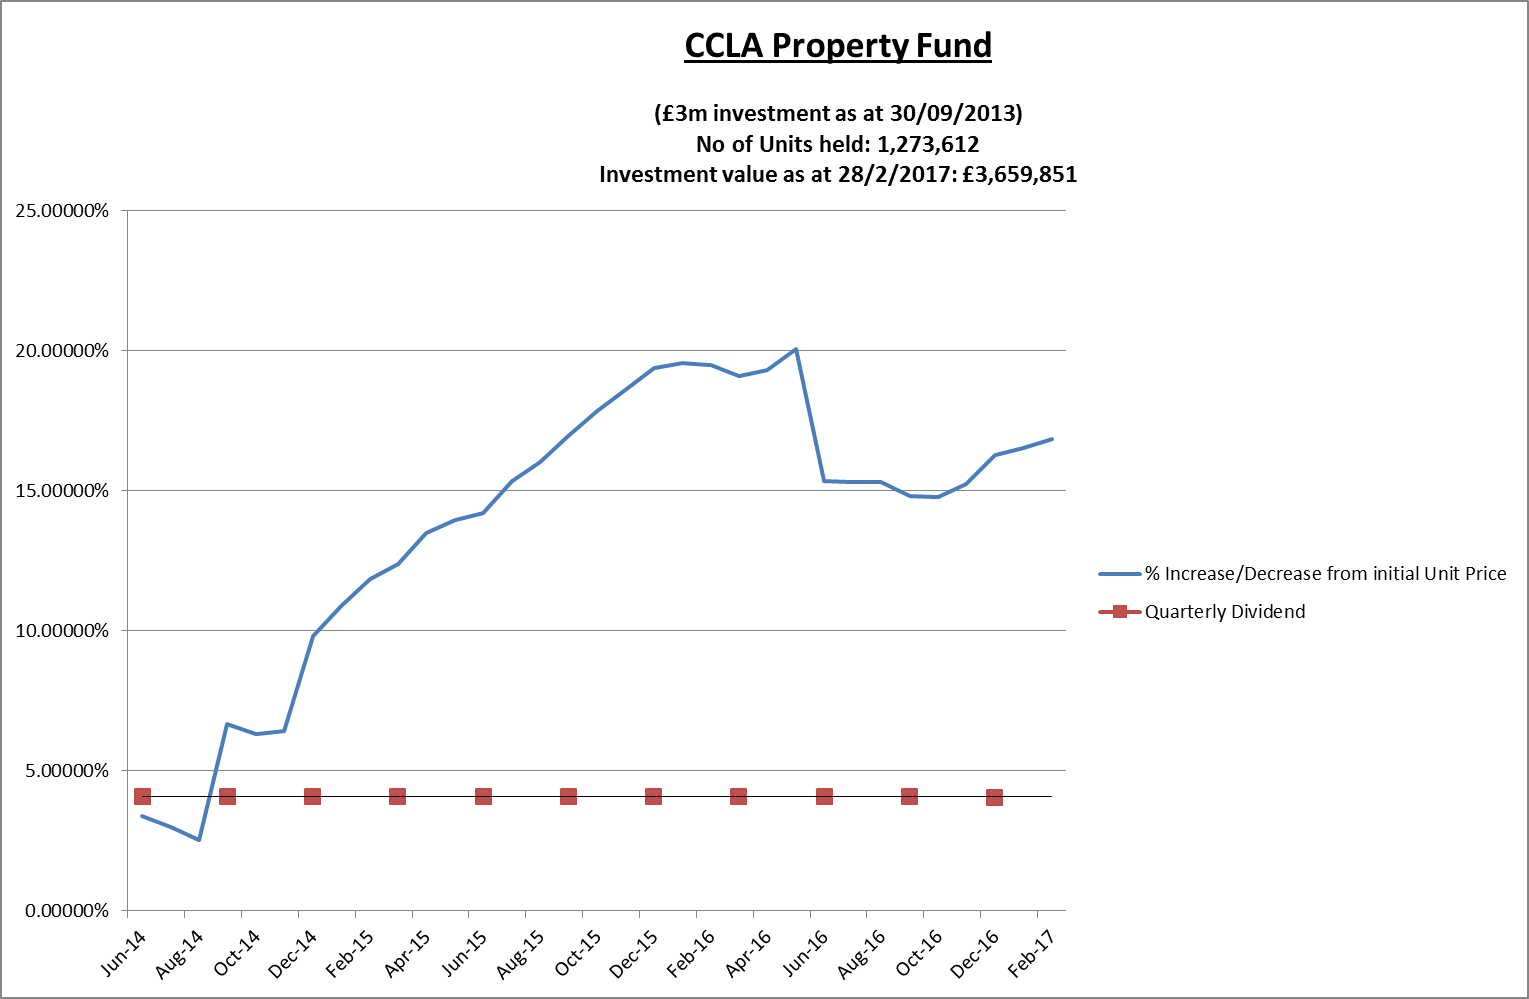 CCLA Property Fund
(£3m investment as at 30/09/2013)
No of Units held: 1,273,612
Investment value as at 28/2/2017: £3,659,851
25.00000%
20.00000%
15.00000%
10.00000%
5.00000%
0.00000%
Jun-14
Aug-14
Oct-14
Dec-14
Feb-15
Apr-15
Jun-15
Aug-15
Oct-15
Dec-15
Feb-16
Apr-16
Jun-16
Aug-16
Oct-16
Dec-16
Feb-17
% Increase/Decrease from initial Unit Price
Quarterly Dividend